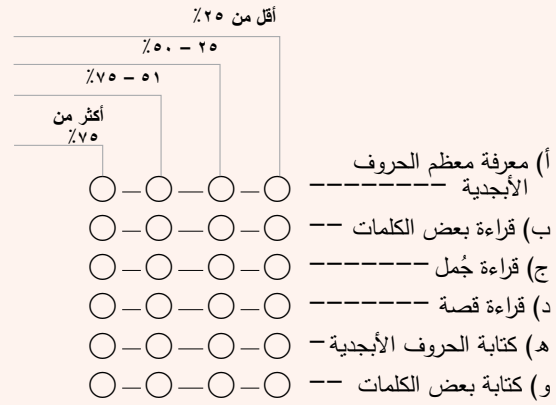 أقل من ٢٥٪
٢٥ – ٥٠٪
٥١ – ٧٥٪
أكثر من
٧٥٪
أ) معرفة معظم الحروف
الأبجدية
ب) قراءة بعض الكلمات
ج) قراءة جُمل
د) قراءة قصة
ه) كتابة الحروف الأبجدية
و) كتابة بعض الكلمات